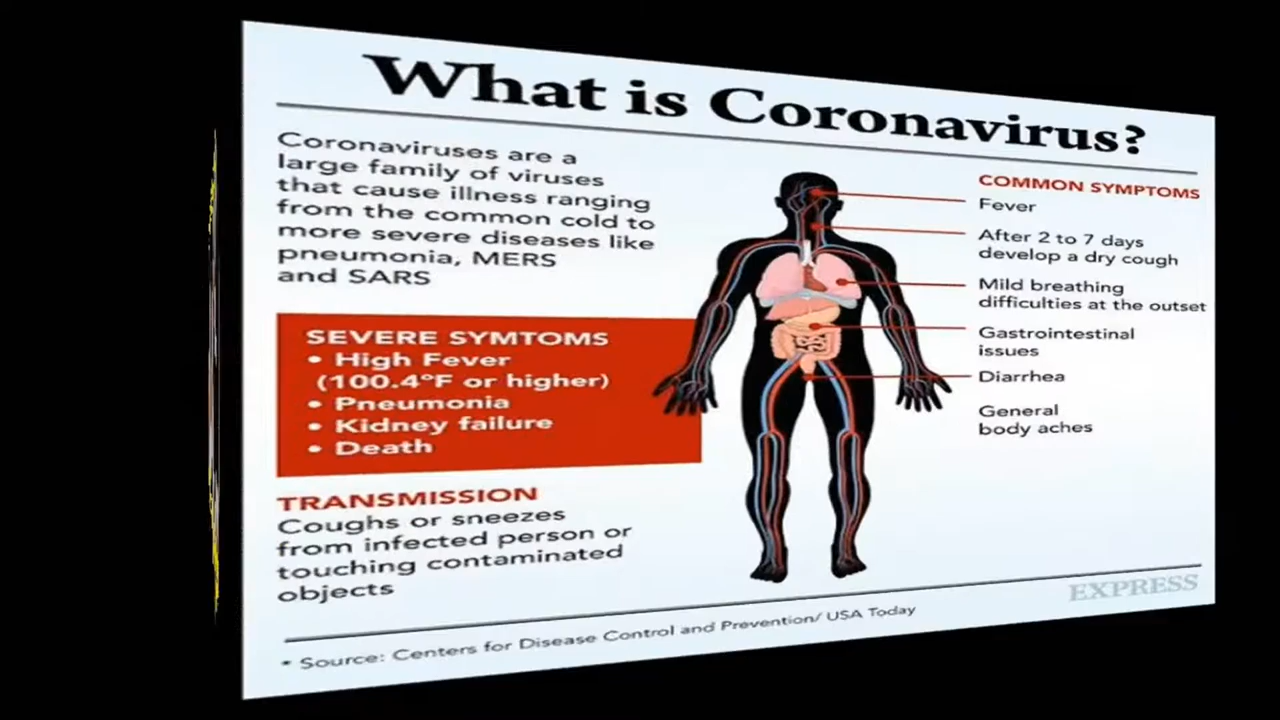 What is Coronavirus?
Coronaviruses are a
large family of viruses
that cause illness ranging
from the common cold to
more severe diseases like
pneumonia, MERS
and SARS
SEVERE SYMTOMS
• High Fever
(100.4°F or higher)
• Pneumonia
• Kidney failure
• Death
TRANSMISSION
Coughs or sneezes
from infected person or
touching contaminated
objects
COMMON SYMPTOMS
Fever
After 2 to 7 days
develop a dry cough
Mild breathing
difficulties at the outset
Gastrointestinal
issues
Diarrhea
General
body aches
EXPRESS
* Source: Centers for Disease Control and Prevention/ USA Today